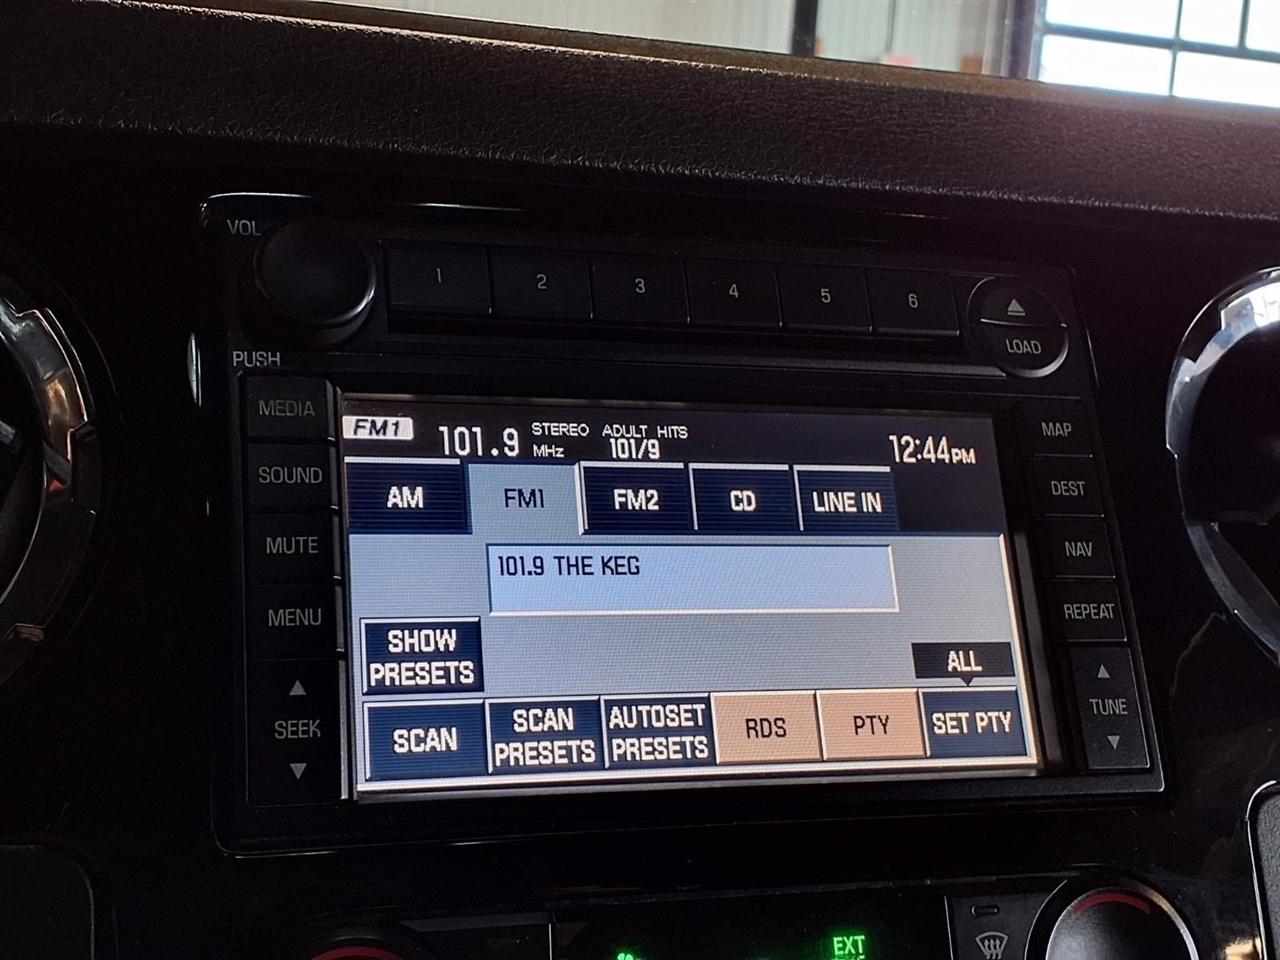 VOL
1 2 3 4 5 6
LOAD
PUSH
MEDIA
SOUND
MUTE
MENU
SEEK
FM1 101.9 MHz STEREO ADULT HITS 101/9 12:44PM
AM FM1 FM2 CD LINE IN
101.9 THE KEG
SHOW PRESETS
ALL
SCAN SCAN PRESETS AUTOSET PRESETS RDS PTY SET PTY
MAP
DEST
NAV
REPEAT
TUNE
EXT